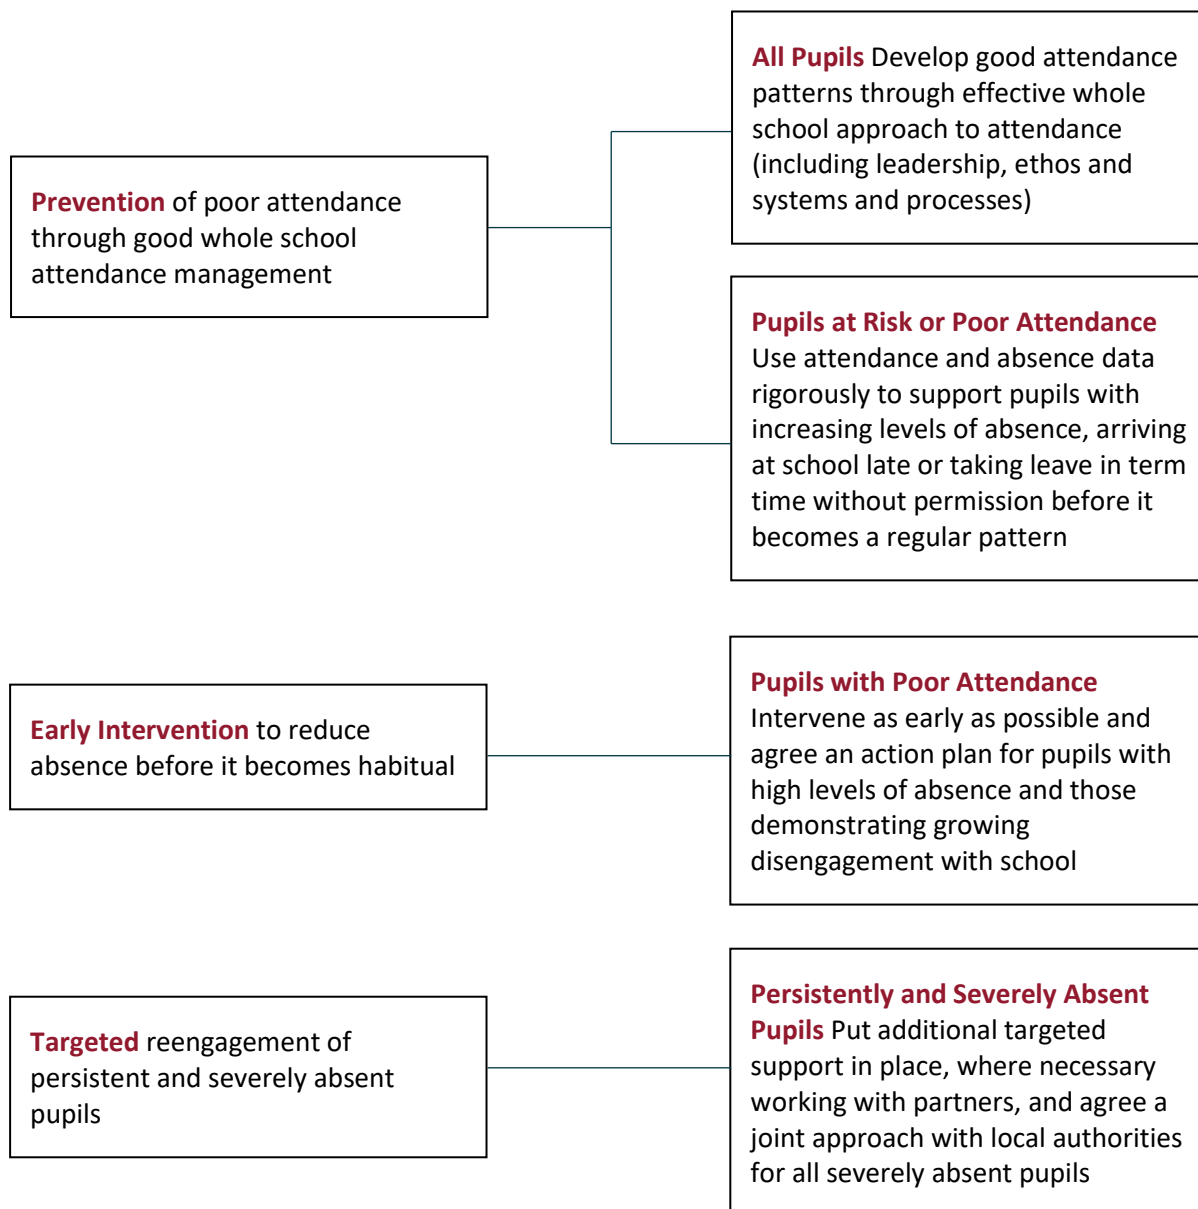 Prevention of poor attendance
through good whole school
attendance management
All Pupils Develop good attendance
patterns through effective whole
school approach to attendance
(including leadership, ethos and
systems and processes)
Pupils at Risk or Poor Attendance
Use attendance and absence data
rigorously to support pupils with
increasing levels of absence, arriving
at school late or taking leave in term
time without permission before it
becomes a regular pattern
Early Intervention to reduce
absence before it becomes habitual
Pupils with Poor Attendance
Intervene as early as possible and
agree an action plan for pupils with
high levels of absence and those
demonstrating growing
disengagement with school
Targeted reengagement of
persistent and severely absent
pupils
Persistently and Severely Absent
Pupils Put additional targeted
support in place, where necessary
working with partners, and agree a
joint approach with local authorities
for all severely absent pupils